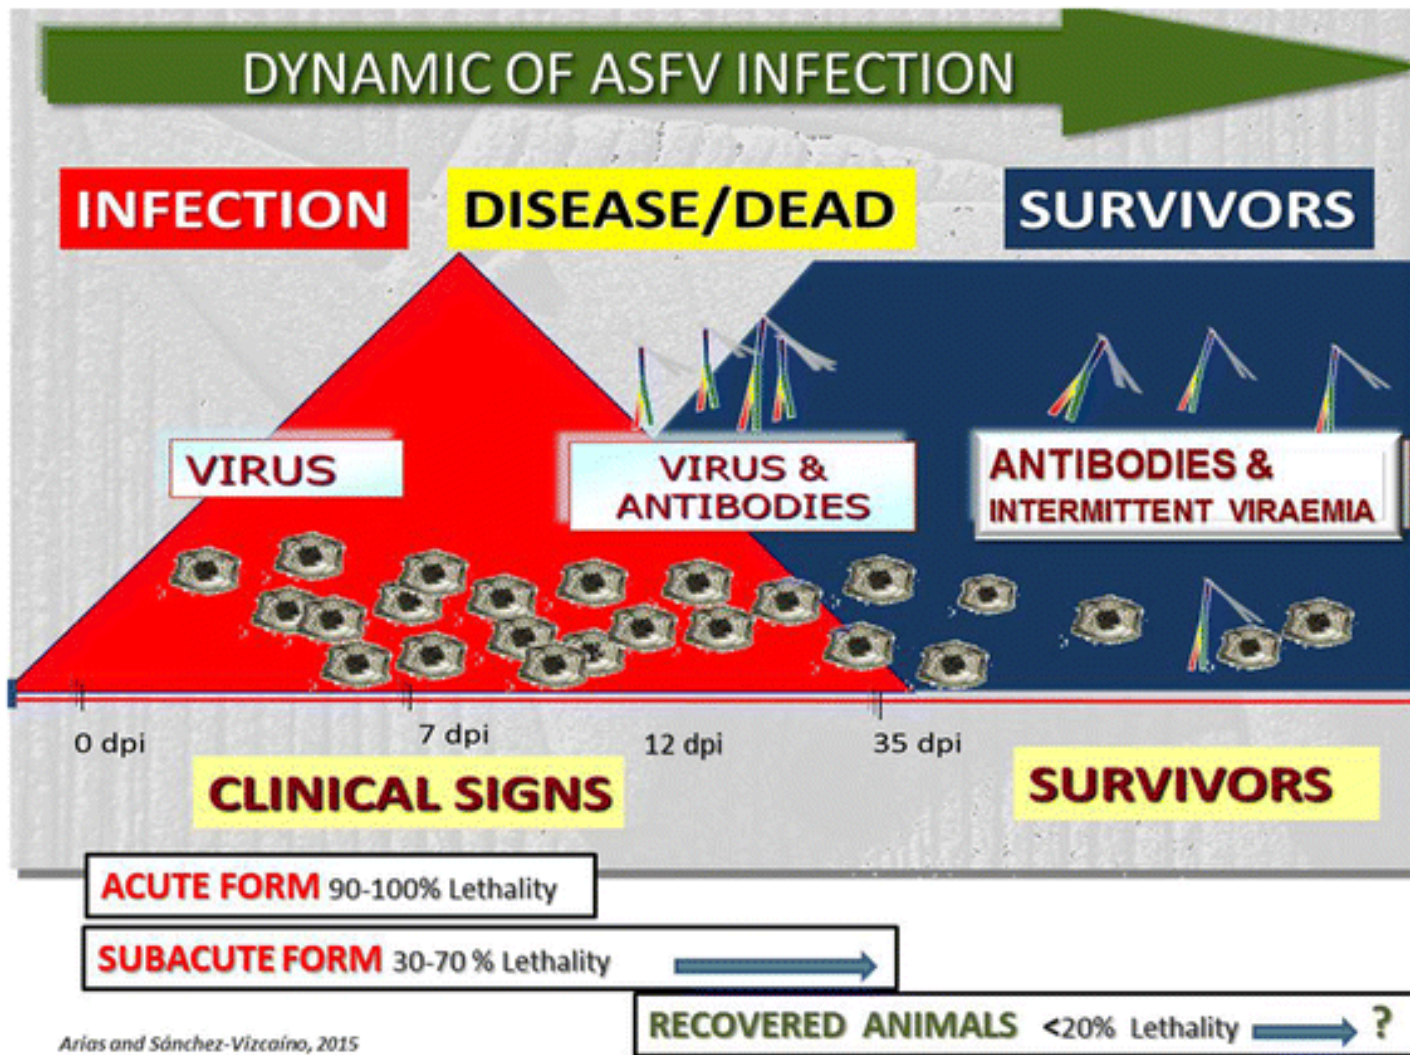 DYNAMIC OF ASFV INFECTION
INFECTION
DISEASE/DEAD
SURVIVORS
VIRUS
VIRUS &
ANTIBODIES
ANTIBODIES &
INTERMITTENT VIRAEMIA
0 dpi
7 dpi
12 dpi
35 dpi
CLINICAL SIGNS
SURVIVORS
ACUTE FORM 90-100% Lethality
SUBACUTE FORM 30-70 % Lethality
RECOVERED ANIMALS <20% Lethality ?
Arias and Sánchez-Vizcaíno, 2015